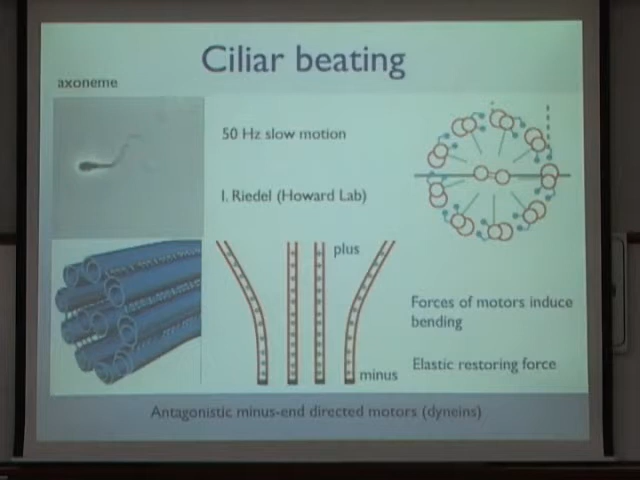 Ciliar beating
axoneme
50 Hz slow motion
I. Riedel (Howard Lab)
plus
minus
Forces of motors induce
bending
Elastic restoring force
Antagonistic minus-end directed motors (dyneins)